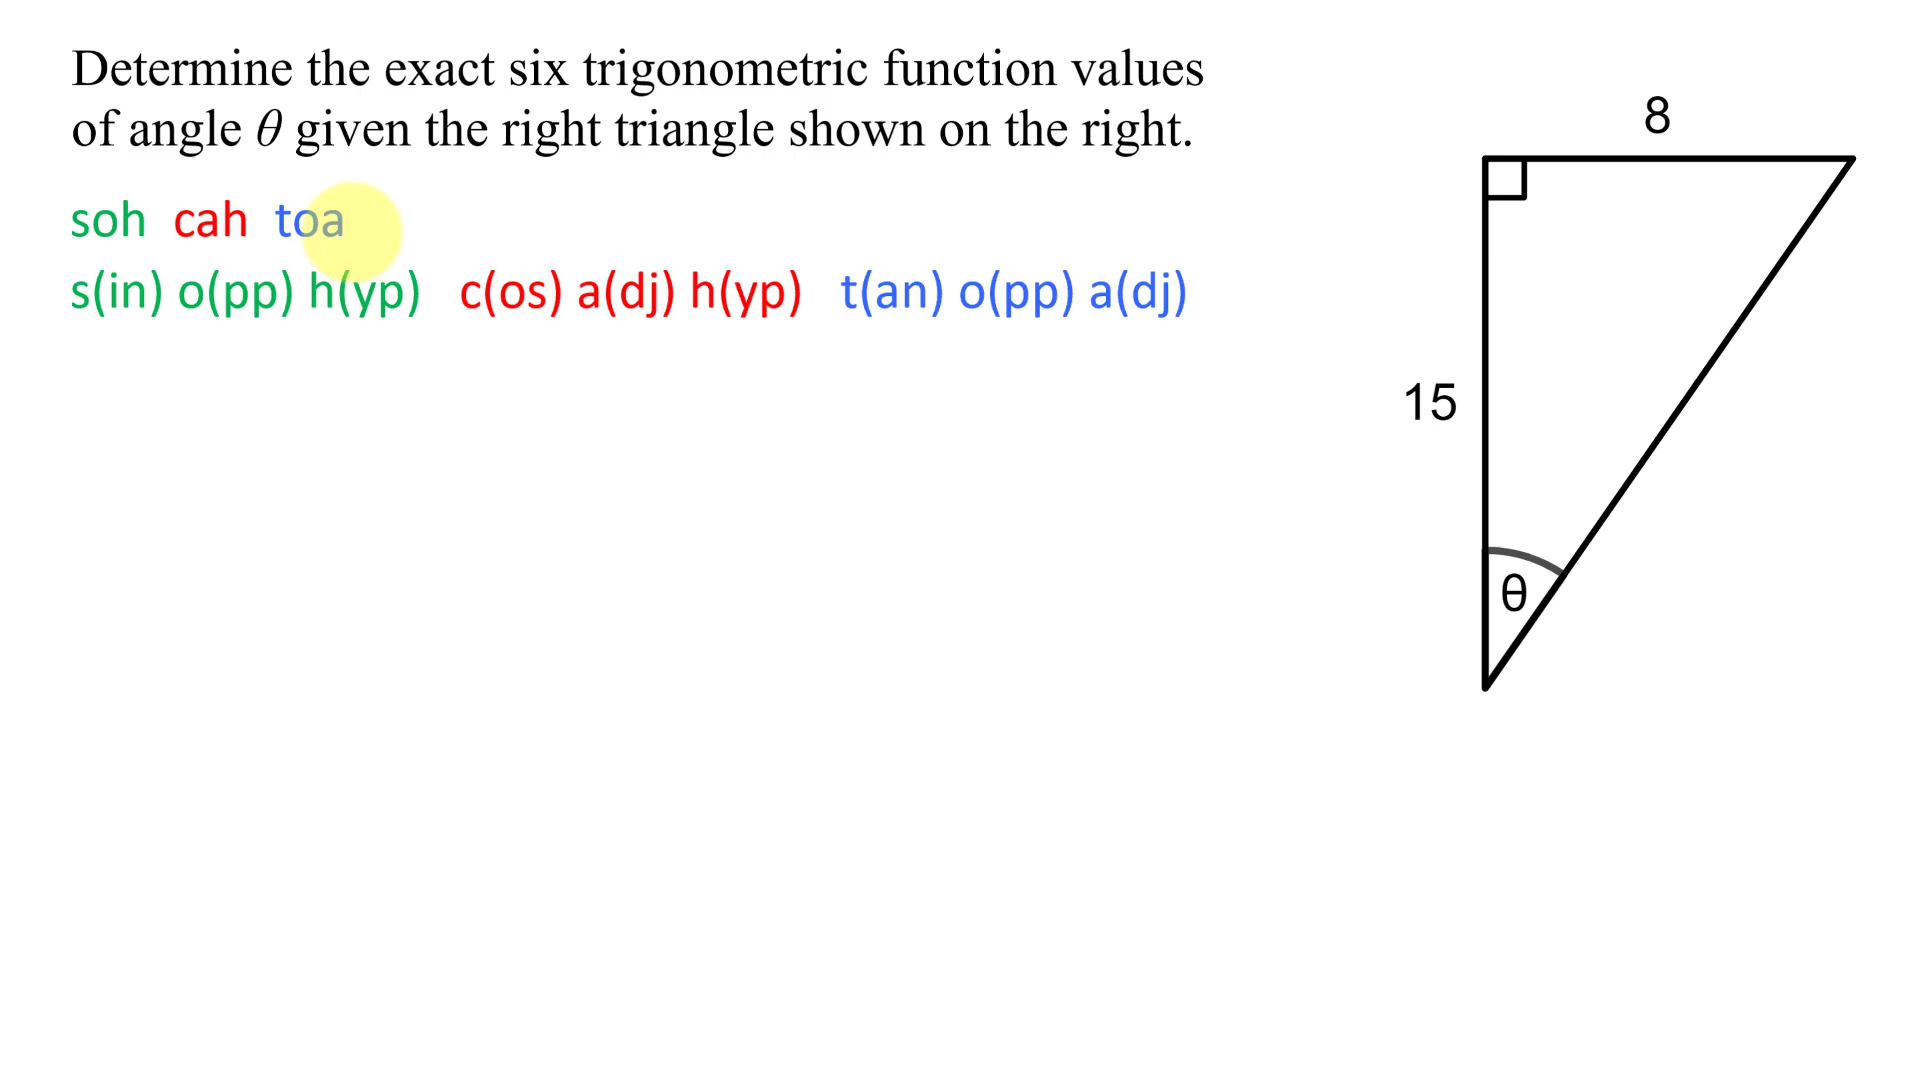 Determine the exact six trigonometric function values
of angle θ given the right triangle shown on the right.
soh cah toa
s(in) o(pp) h(yp) c(os) a(dj) h(yp) t(an) o(pp) a(dj)
8
15
θ